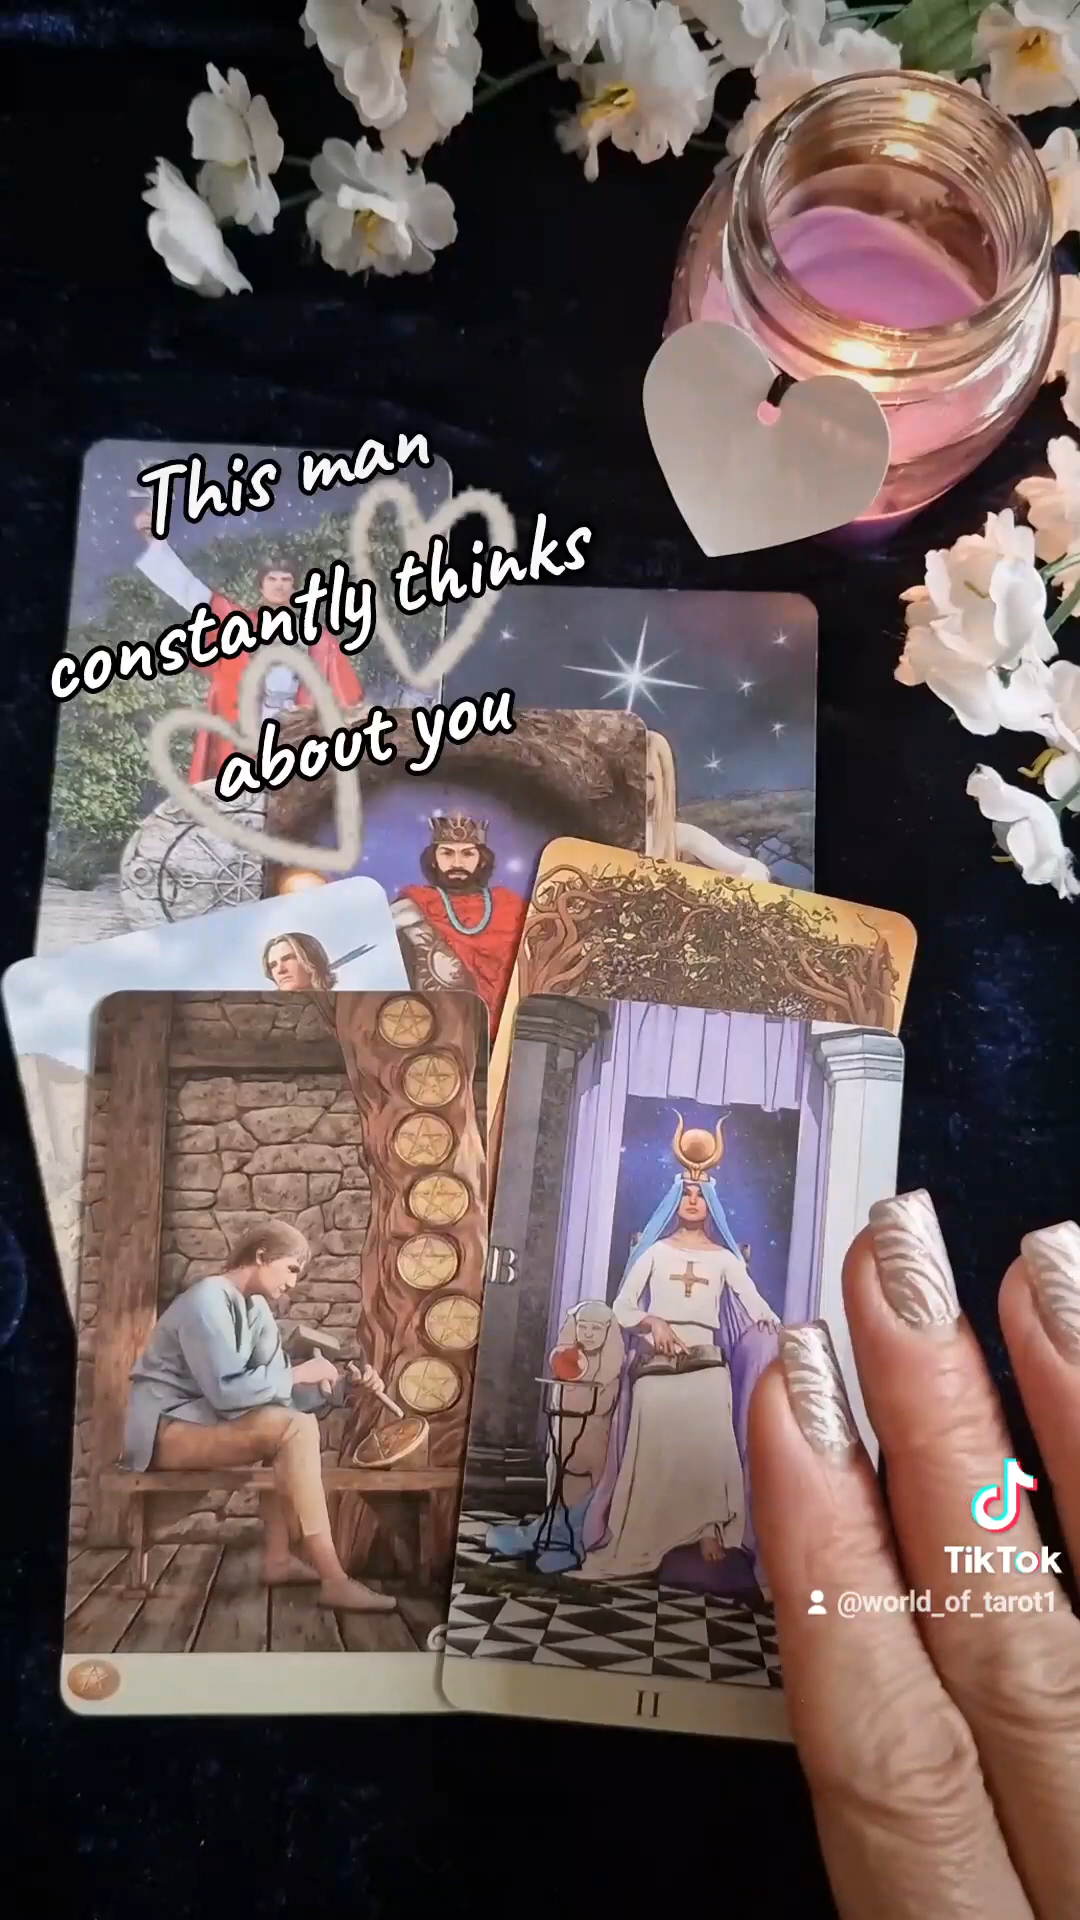 This man
constantly thinks
about you
B
II
TikTok
@world_of_tarot1